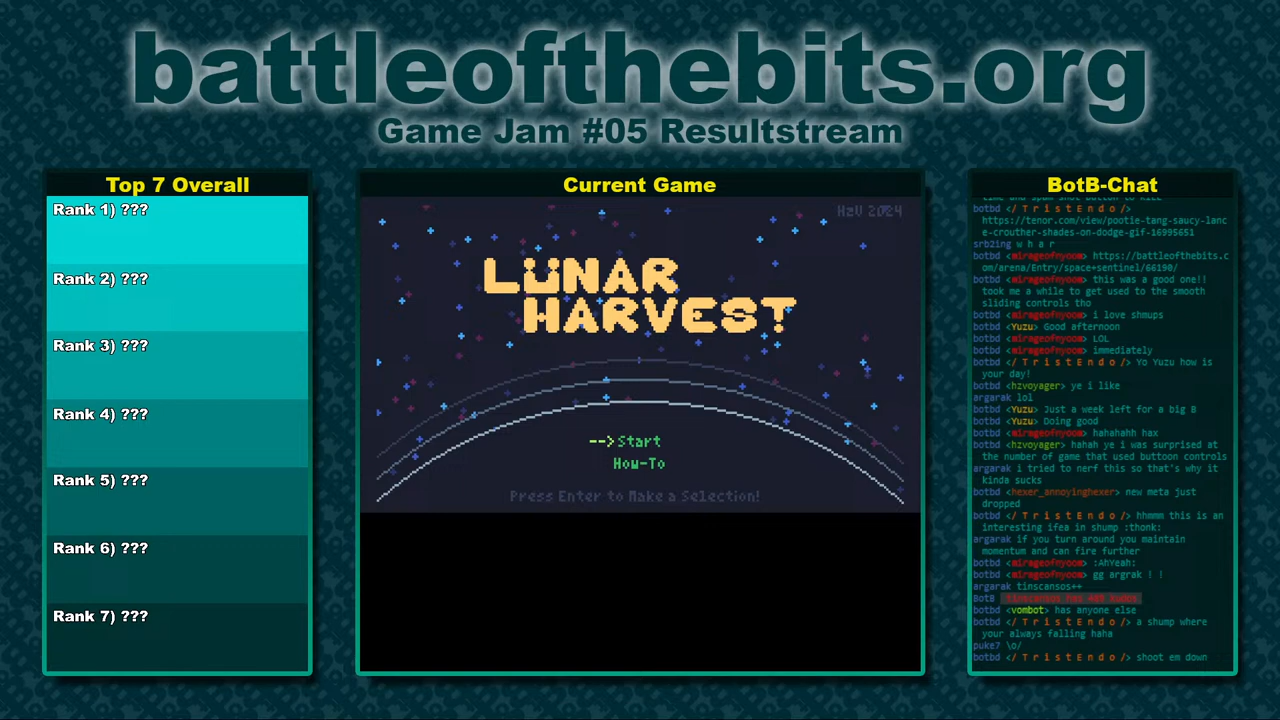 battleofthebits.org
Game Jam #05 Resultstream
Top 7 Overall
Rank 1) ???
Rank 2) ???
Rank 3) ???
Rank 4) ???
Rank 5) ???
Rank 6) ???
Rank 7) ???
Current Game
HzV 2024
LUNAR
HARVEST
-->Start
How-To
Press Enter to Make a Selection!
BotB-Chat
botbd </ T r i s t E n d o />
https://tenor.com/view/pootie-tang-saucy-lanc
e-crouther-shades-on-dodge-gif-16995651
srb2ing w h a r
botbd <mirageofnyoom> https://battleofthebits.c
om/arena/Entry/space+sentinel/66190/
botbd <mirageofnyoom> this was a good one!!
took me a while to get used to the smooth
sliding controls tho
botbd <mirageofnyoom> i love shmups
botbd <Yuzu> Good afternoon
botbd <mirageofnyoom> LOL
botbd <mirageofnyoom> immediately
botbd </ T r i s t E n d o /> Yo Yuzu how is
your day!
botbd <hzvoyager> ye i like
argarak lol
botbd <Yuzu> Just a week left for a big B
botbd <Yuzu> Doing good
botbd <mirageofnyoom> hahahahh hax
botbd <hzvoyager> hahah ye i was surprised at
the number of game that used buttoon controls
argarak i tried to nerf this so that's why it
kinda sucks
botbd <hexer_annoyinghexer> new meta just
dropped
botbd </ T r i s t E n d o /> hhmmm this is an
interesting ifea in shump :thonk:
argarak if you turn around you maintain
momentum and can fire further
botbd <mirageofnyoom> :AhYeah:
botbd <mirageofnyoom> gg argrak ! !
argarak tinscansos++
BotB
botbd <vombot> has anyone else
botbd </ T r i s t E n d o /> a shump where
your always falling haha
puke7 \o/
botbd </ T r i s t E n d o /> shoot em down